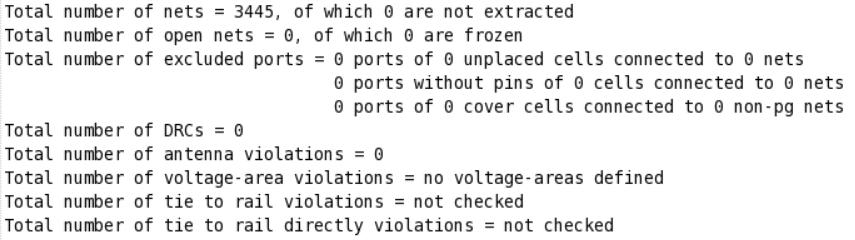 Total number of nets = 3445, of which 0 are not extracted
Total number of open nets = 0, of which 0 are frozen
Total number of excluded ports = 0 ports of 0 unplaced cells connected to 0 nets
0 ports without pins of 0 cells connected to 0 nets
0 ports of 0 cover cells connected to 0 non-pg nets
Total number of DRCs = 0
Total number of antenna violations = 0
Total number of voltage-area violations = no voltage-areas defined
Total number of tie to rail violations = not checked
Total number of tie to rail directly violations = not checked